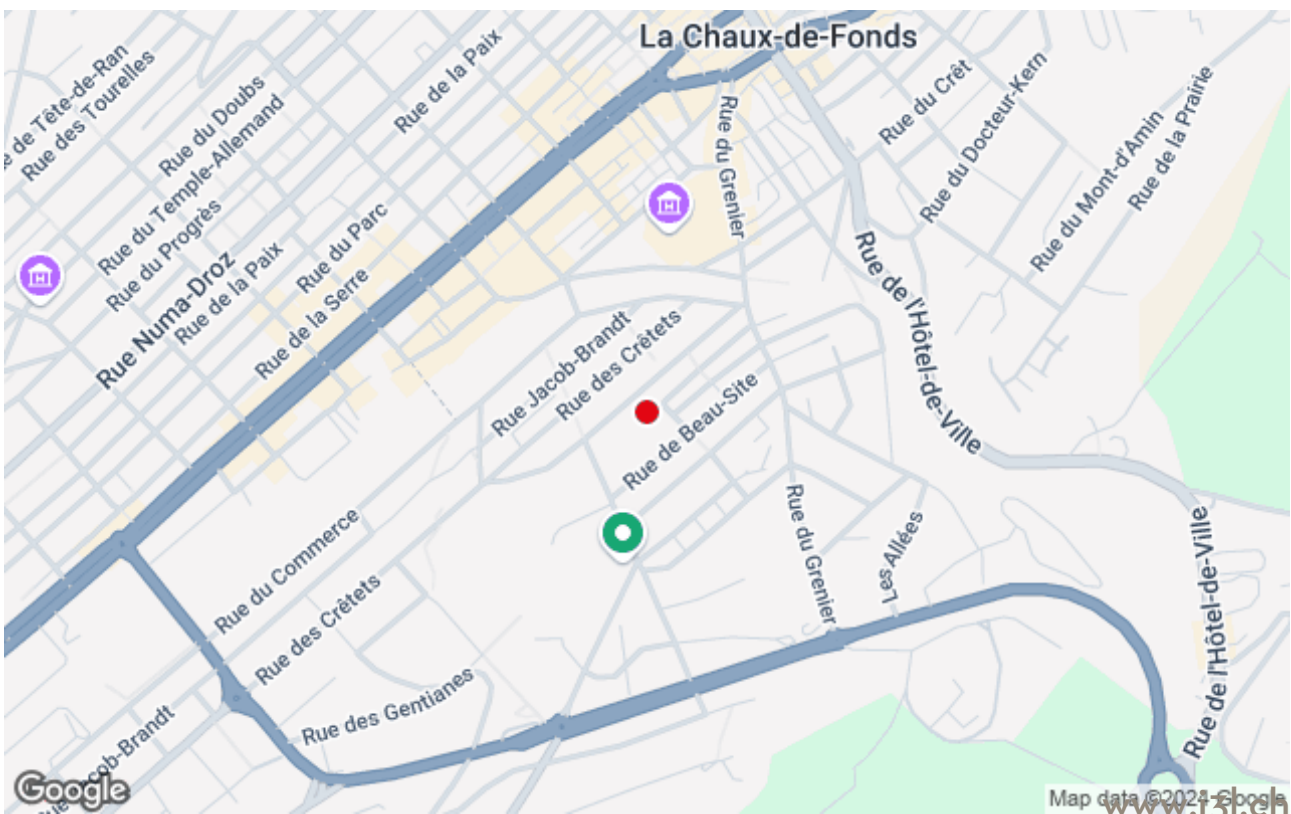 La Chaux-de-Fonds
Rue de la Paix
de Tête-de-Ran
Rue des Tourelles
Rue du Doubs
Rue du Temple-Allemand
Rue du Progrès
Rue Numa-Droz
Rue de la Paix
Rue du Parc
Rue de la Serre
Rue du Grenier
Rue du Crêt
Rue du Docteur-Kern
Rue du Mont-d'Amin
Rue de la Prairie
Rue de l'Hôtel-de-Ville
Rue Jacob-Brandt
Rue des Crêtets
Rue de Beau-Site
Rue du Grenier
Les Allées
Rue de l'Hôtel-de-Ville
Rue du Commerce
Rue des Crêtets
Rue des Gentianes
Rue Jacob-Brandt
Google
Map data ©2024 Google
www.t3t.ch